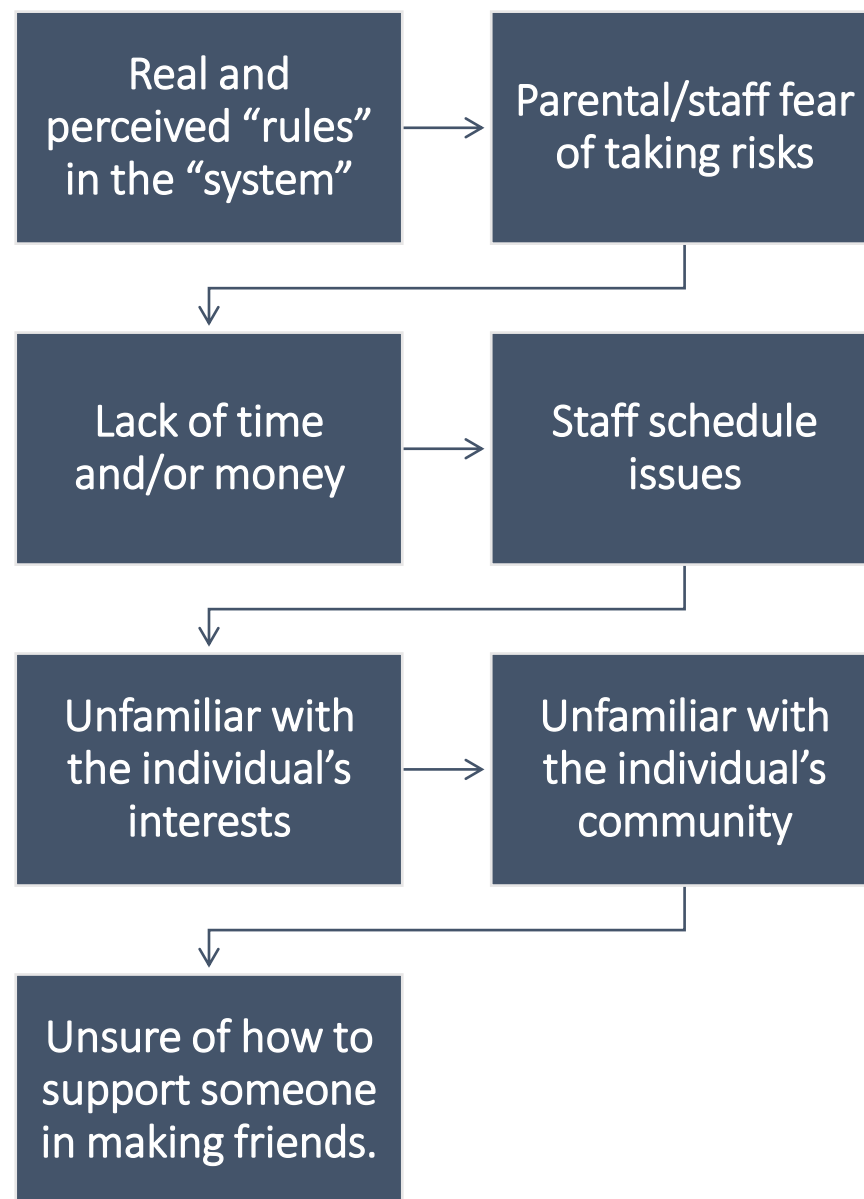 Real and
perceived “rules”
in the “system”
Parental/staff fear
of taking risks
Lack of time
and/or money
Staff schedule
issues
Unfamiliar with
the individual’s
interests
Unfamiliar with
the individual’s
community
Unsure of how to
support someone
in making friends.